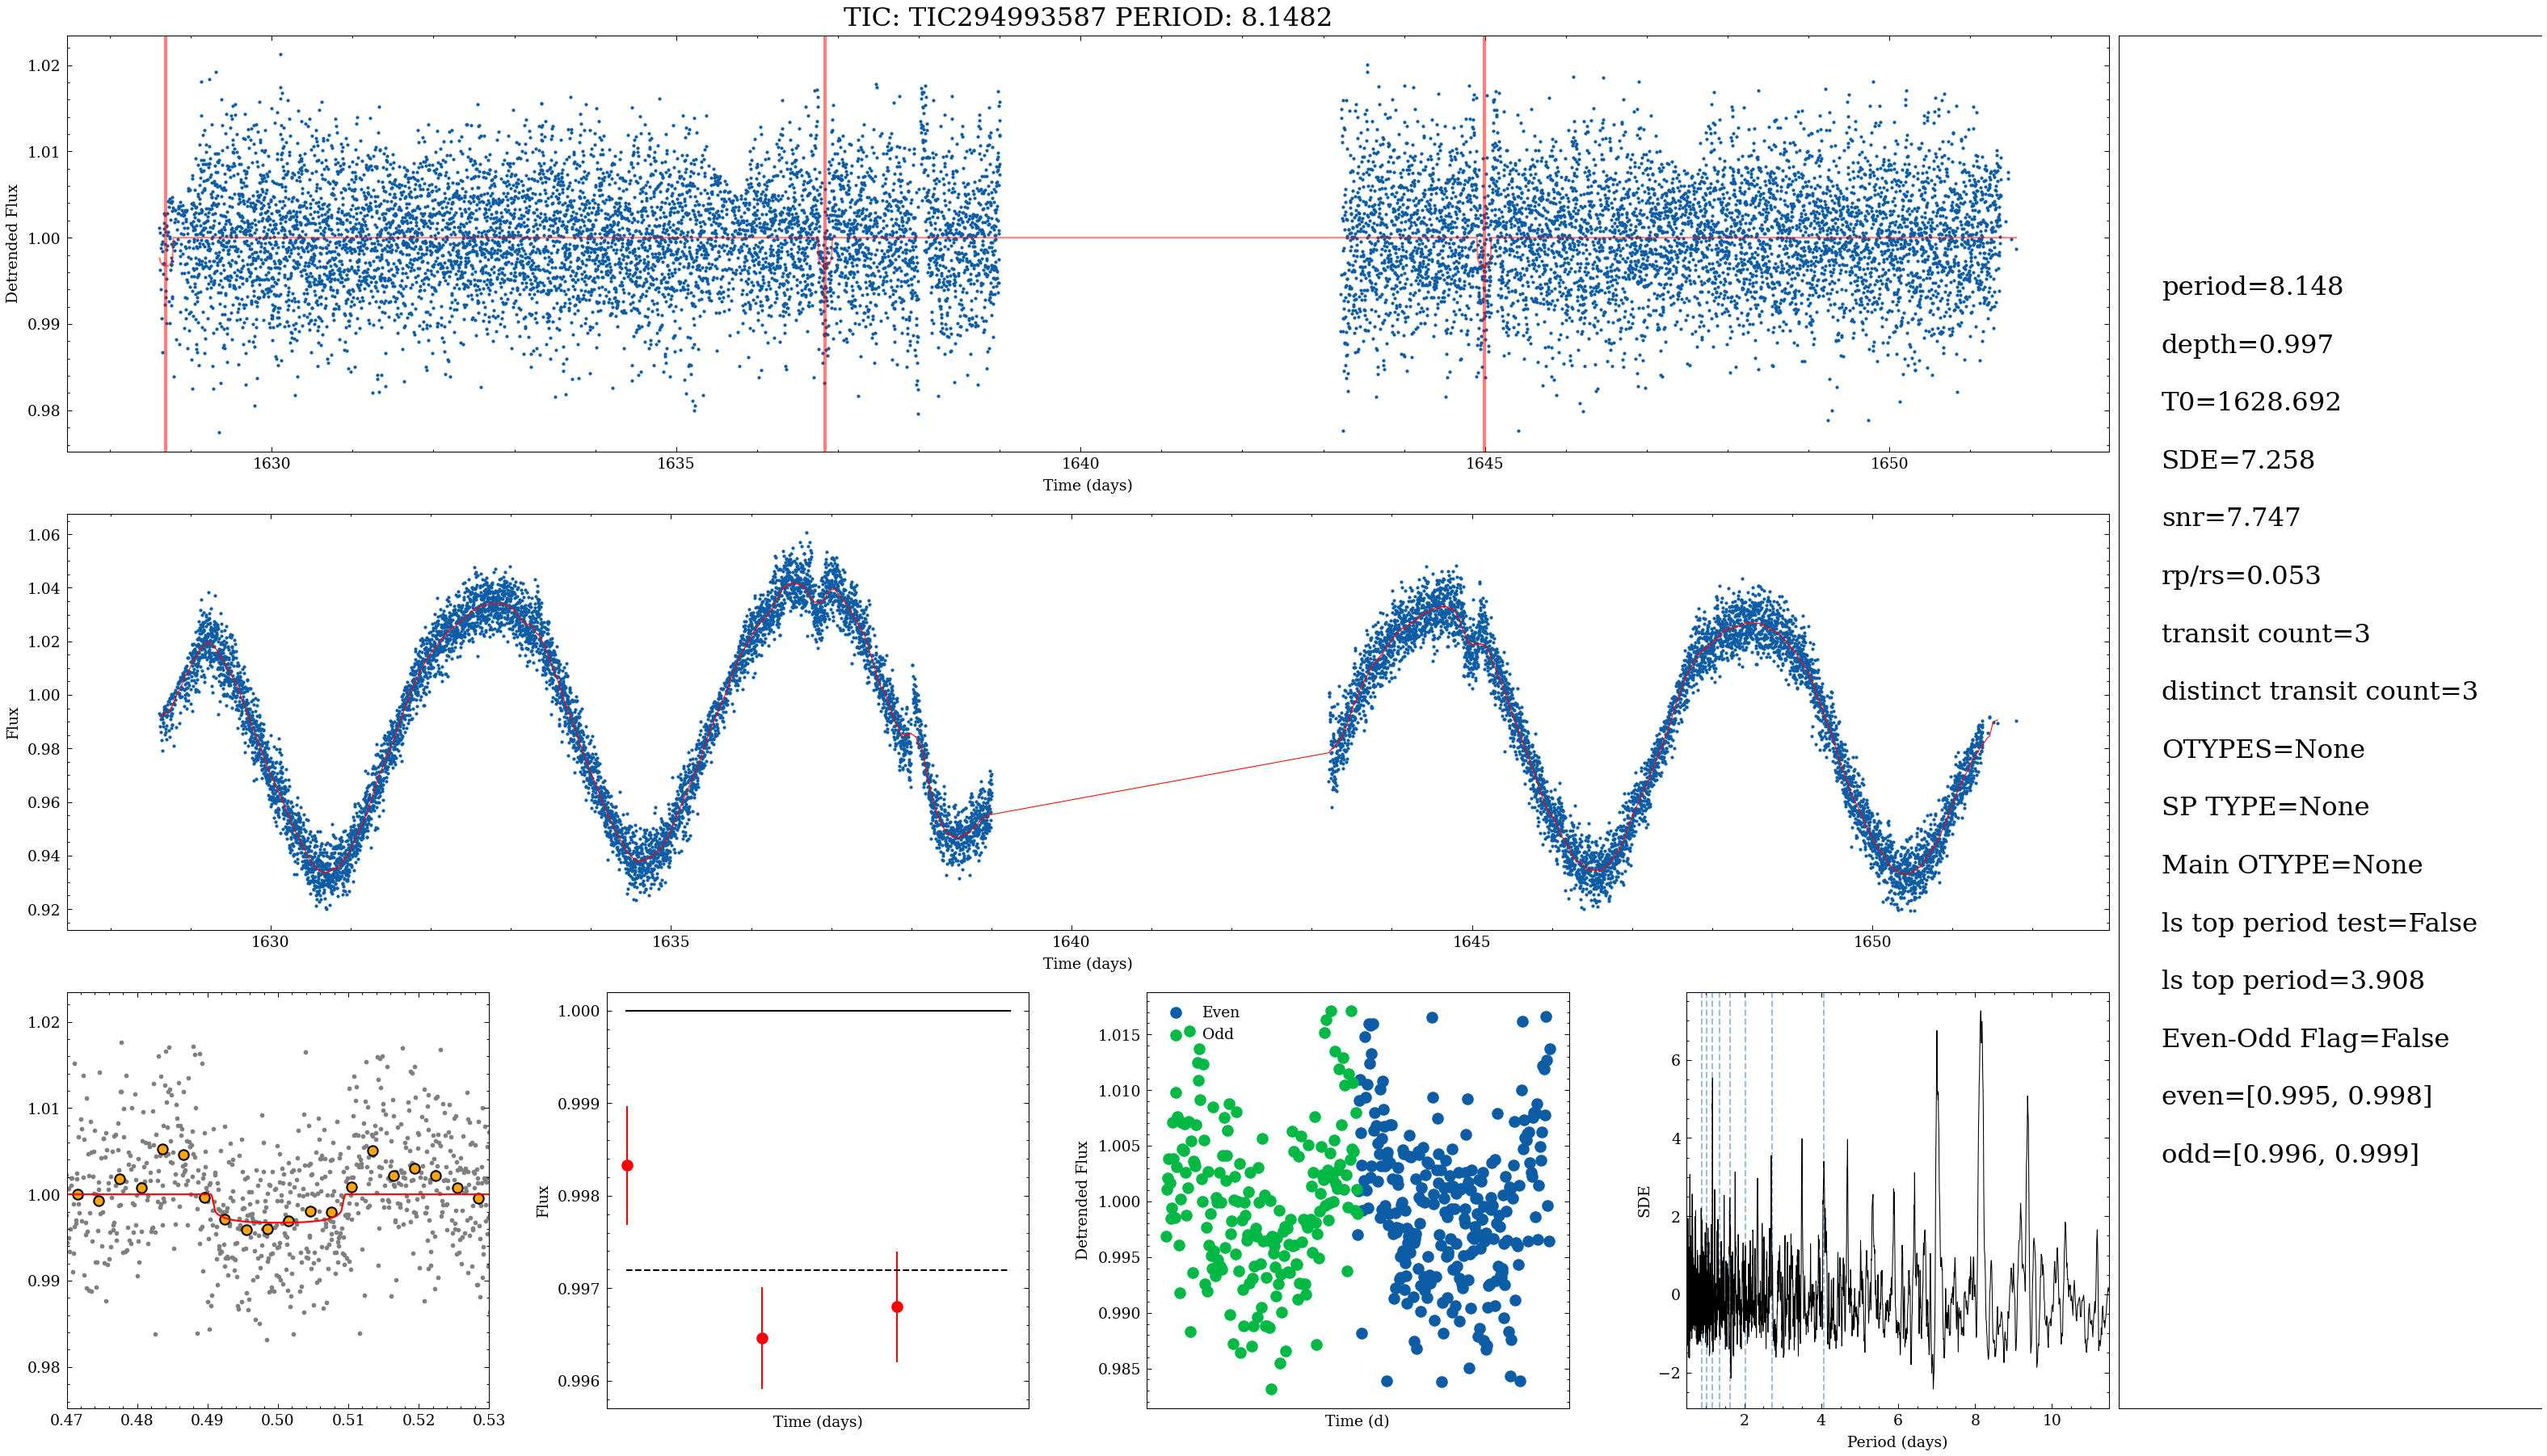 TIC: TIC294993587 PERIOD: 8.1482
1.02
1.01
1.00
0.99
0.98
Detrended Flux
1630
1635
1640
1645
1650
Time (days)
1.06
1.04
1.02
1.00
0.98
0.96
0.94
0.92
Flux
1630
1635
1640
1645
1650
Time (days)
1.02
1.01
1.00
0.99
0.98
0.47
0.48
0.49
0.50
0.51
0.52
0.53
1.000
0.999
0.998
0.997
0.996
Flux
Time (days)
Even
Odd
1.015
1.010
1.005
1.000
0.995
0.990
0.985
Detrended Flux
Time (d)
6
4
2
0
−2
SDE
2
4
6
8
10
Period (days)
period=8.148
depth=0.997
T0=1628.692
SDE=7.258
snr=7.747
rp/rs=0.053
transit count=3
distinct transit count=3
OTYPES=None
SP TYPE=None
Main OTYPE=None
ls top period test=False
ls top period=3.908
Even-Odd Flag=False
even=[0.995, 0.998]
odd=[0.996, 0.999]